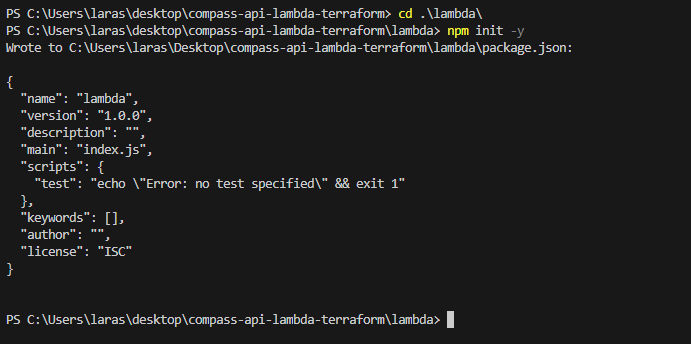 PS C:\Users\laras\desktop\compass-api-lambda-terraform> cd .\lambda\
PS C:\Users\laras\desktop\compass-api-lambda-terraform\lambda> npm init -y
Wrote to C:\Users\laras\Desktop\compass-api-lambda-terraform\lambda\package.json:
{
"name": "lambda",
"version": "1.0.0",
"description": "",
"main": "index.js",
"scripts": {
"test": "echo \"Error: no test specified\" && exit 1"
},
"keywords": [],
"author": "",
"license": "ISC"
}
PS C:\Users\laras\desktop\compass-api-lambda-terraform\lambda>